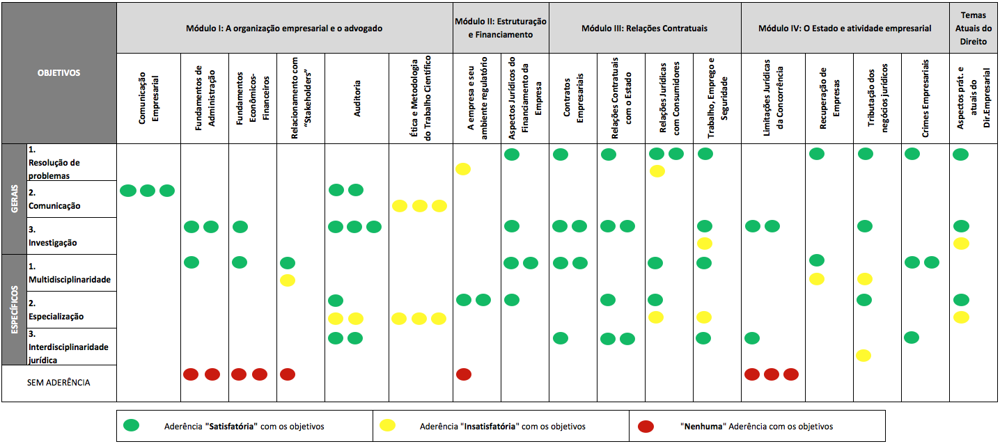 OBJETIVOS
Módulo I: A organização empresarial e o advogado
Módulo II: Estruturação
e Financiamento
Módulo III: Relações Contratuais
Módulo IV: O Estado e atividade empresarial
Temas
Atuais do
Direito
Comunicação
Empresarial
Fundamentos de
Administração
Fundamentos
Econômicos-
Financeiros
Relacionamento com
“Stakeholders”
Auditoria
Ética e Metodologia
do Trabalho Científico
A empresa e seu
ambiente regulatório
Aspectos Jurídicos do
Financiamento da
Empresa
Contratos
Empresariais
Relações Contratuais
com o Estado
Relações Jurídicas
com Consumidores
Trabalho, Emprego e
Seguridade
Limitações Jurídicas
da Concorrência
Recuperação de
Empresas
Tributação dos
negócios jurídicos
Crimes Empresariais
Aspectos prát. e
atuais do
Dir.Empresarial
GERAIS
1.
Resolução de
problemas
2.
Comunicação
3.
Investigação
ESPECÍFICOS
1.
Multidisciplinaridade
2.
Especialização
3.
Interdisciplinaridade
jurídica
SEM ADERÊNCIA
Aderência "Satisfatória" com os objetivos
Aderência "Insatisfatória" com os objetivos
"Nenhuma" Aderência com os objetivos